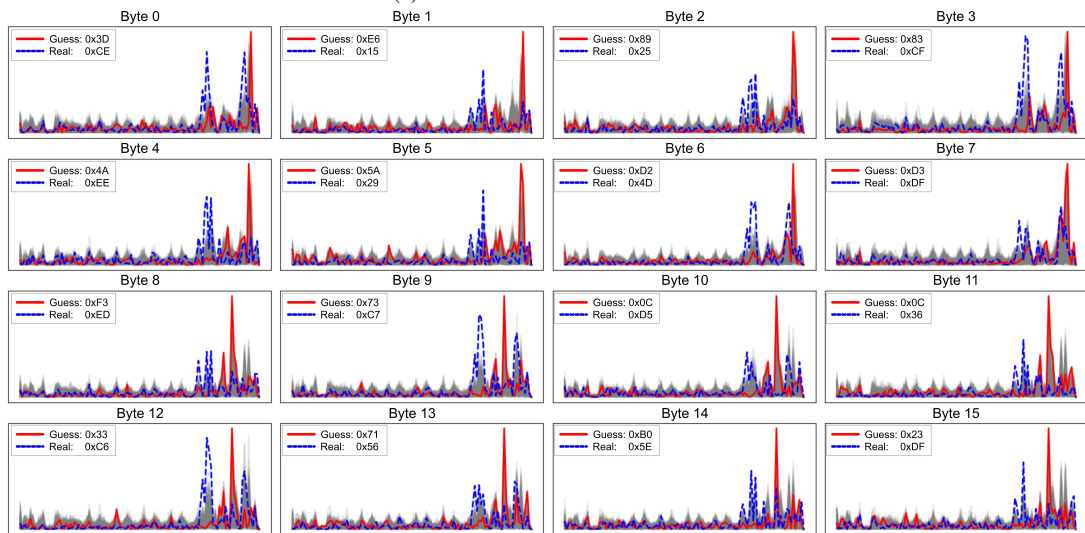 Byte 0
Guess: 0x3D
Real: 0xCE
Byte 1
Guess: 0xE6
Real: 0x15
Byte 2
Guess: 0x89
Real: 0x25
Byte 3
Guess: 0x83
Real: 0xCF
Byte 4
Guess: 0x4A
Real: 0xEE
Byte 5
Guess: 0x5A
Real: 0x29
Byte 6
Guess: 0xD2
Real: 0x4D
Byte 7
Guess: 0xD3
Real: 0xDF
Byte 8
Guess: 0xF3
Real: 0xED
Byte 9
Guess: 0x73
Real: 0xC7
Byte 10
Guess: 0x0C
Real: 0xD5
Byte 11
Guess: 0x0C
Real: 0x36
Byte 12
Guess: 0x33
Real: 0xC6
Byte 13
Guess: 0x71
Real: 0x56
Byte 14
Guess: 0xB0
Real: 0x5E
Byte 15
Guess: 0x23
Real: 0xDF